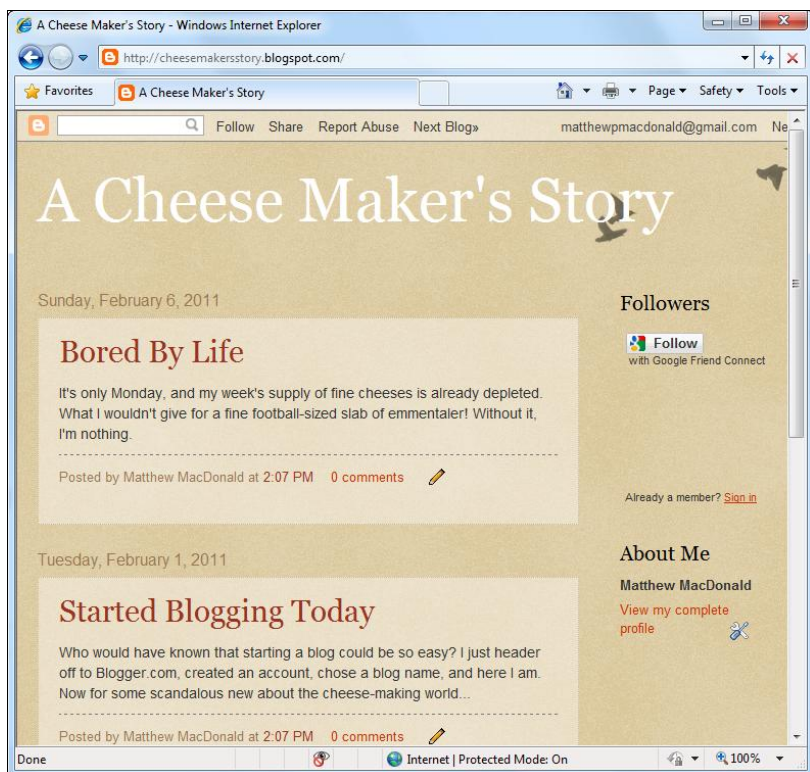 A Cheese Maker's Story - Windows Internet Explorer
http://cheesemakersstory.blogspot.com/
Favorites A Cheese Maker's Story Page Safety Tools
Follow Share Report Abuse Next Blog» matthewpmacdonald@gmail.com Ne
A Cheese Maker's Story
Sunday, February 6, 2011
Bored By Life
It's only Monday, and my week's supply of fine cheeses is already depleted.
What I wouldn't give for a fine football-sized slab of emmentaler! Without it,
I'm nothing.
Posted by Matthew MacDonald at 2:07 PM 0 comments
Tuesday, February 1, 2011
Started Blogging Today
Who would have known that starting a blog could be so easy? I just header
off to Blogger.com, created an account, chose a blog name, and here I am.
Now for some scandalous new about the cheese-making world...
Posted by Matthew MacDonald at 2:07 PM 0 comments
Followers
Follow
with Google Friend Connect
Already a member? Sign in
About Me
Matthew MacDonald
View my complete
profile
Done Internet | Protected Mode: On 100%